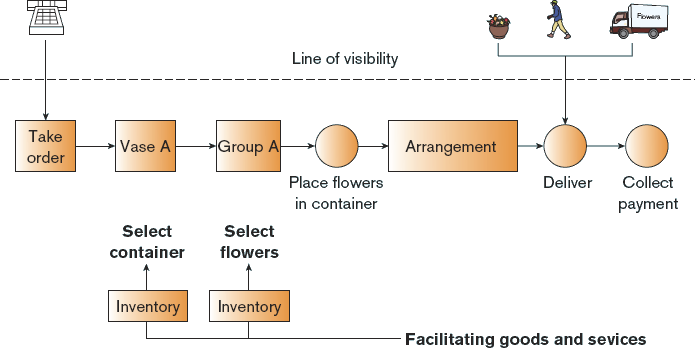 Flowers
Line of visibility
Take
order
Vase A
Group A
Place flowers
in container
Arrangement
Deliver
Collect
payment
Select
container
Select
flowers
Inventory
Inventory
Facilitating goods and sevices